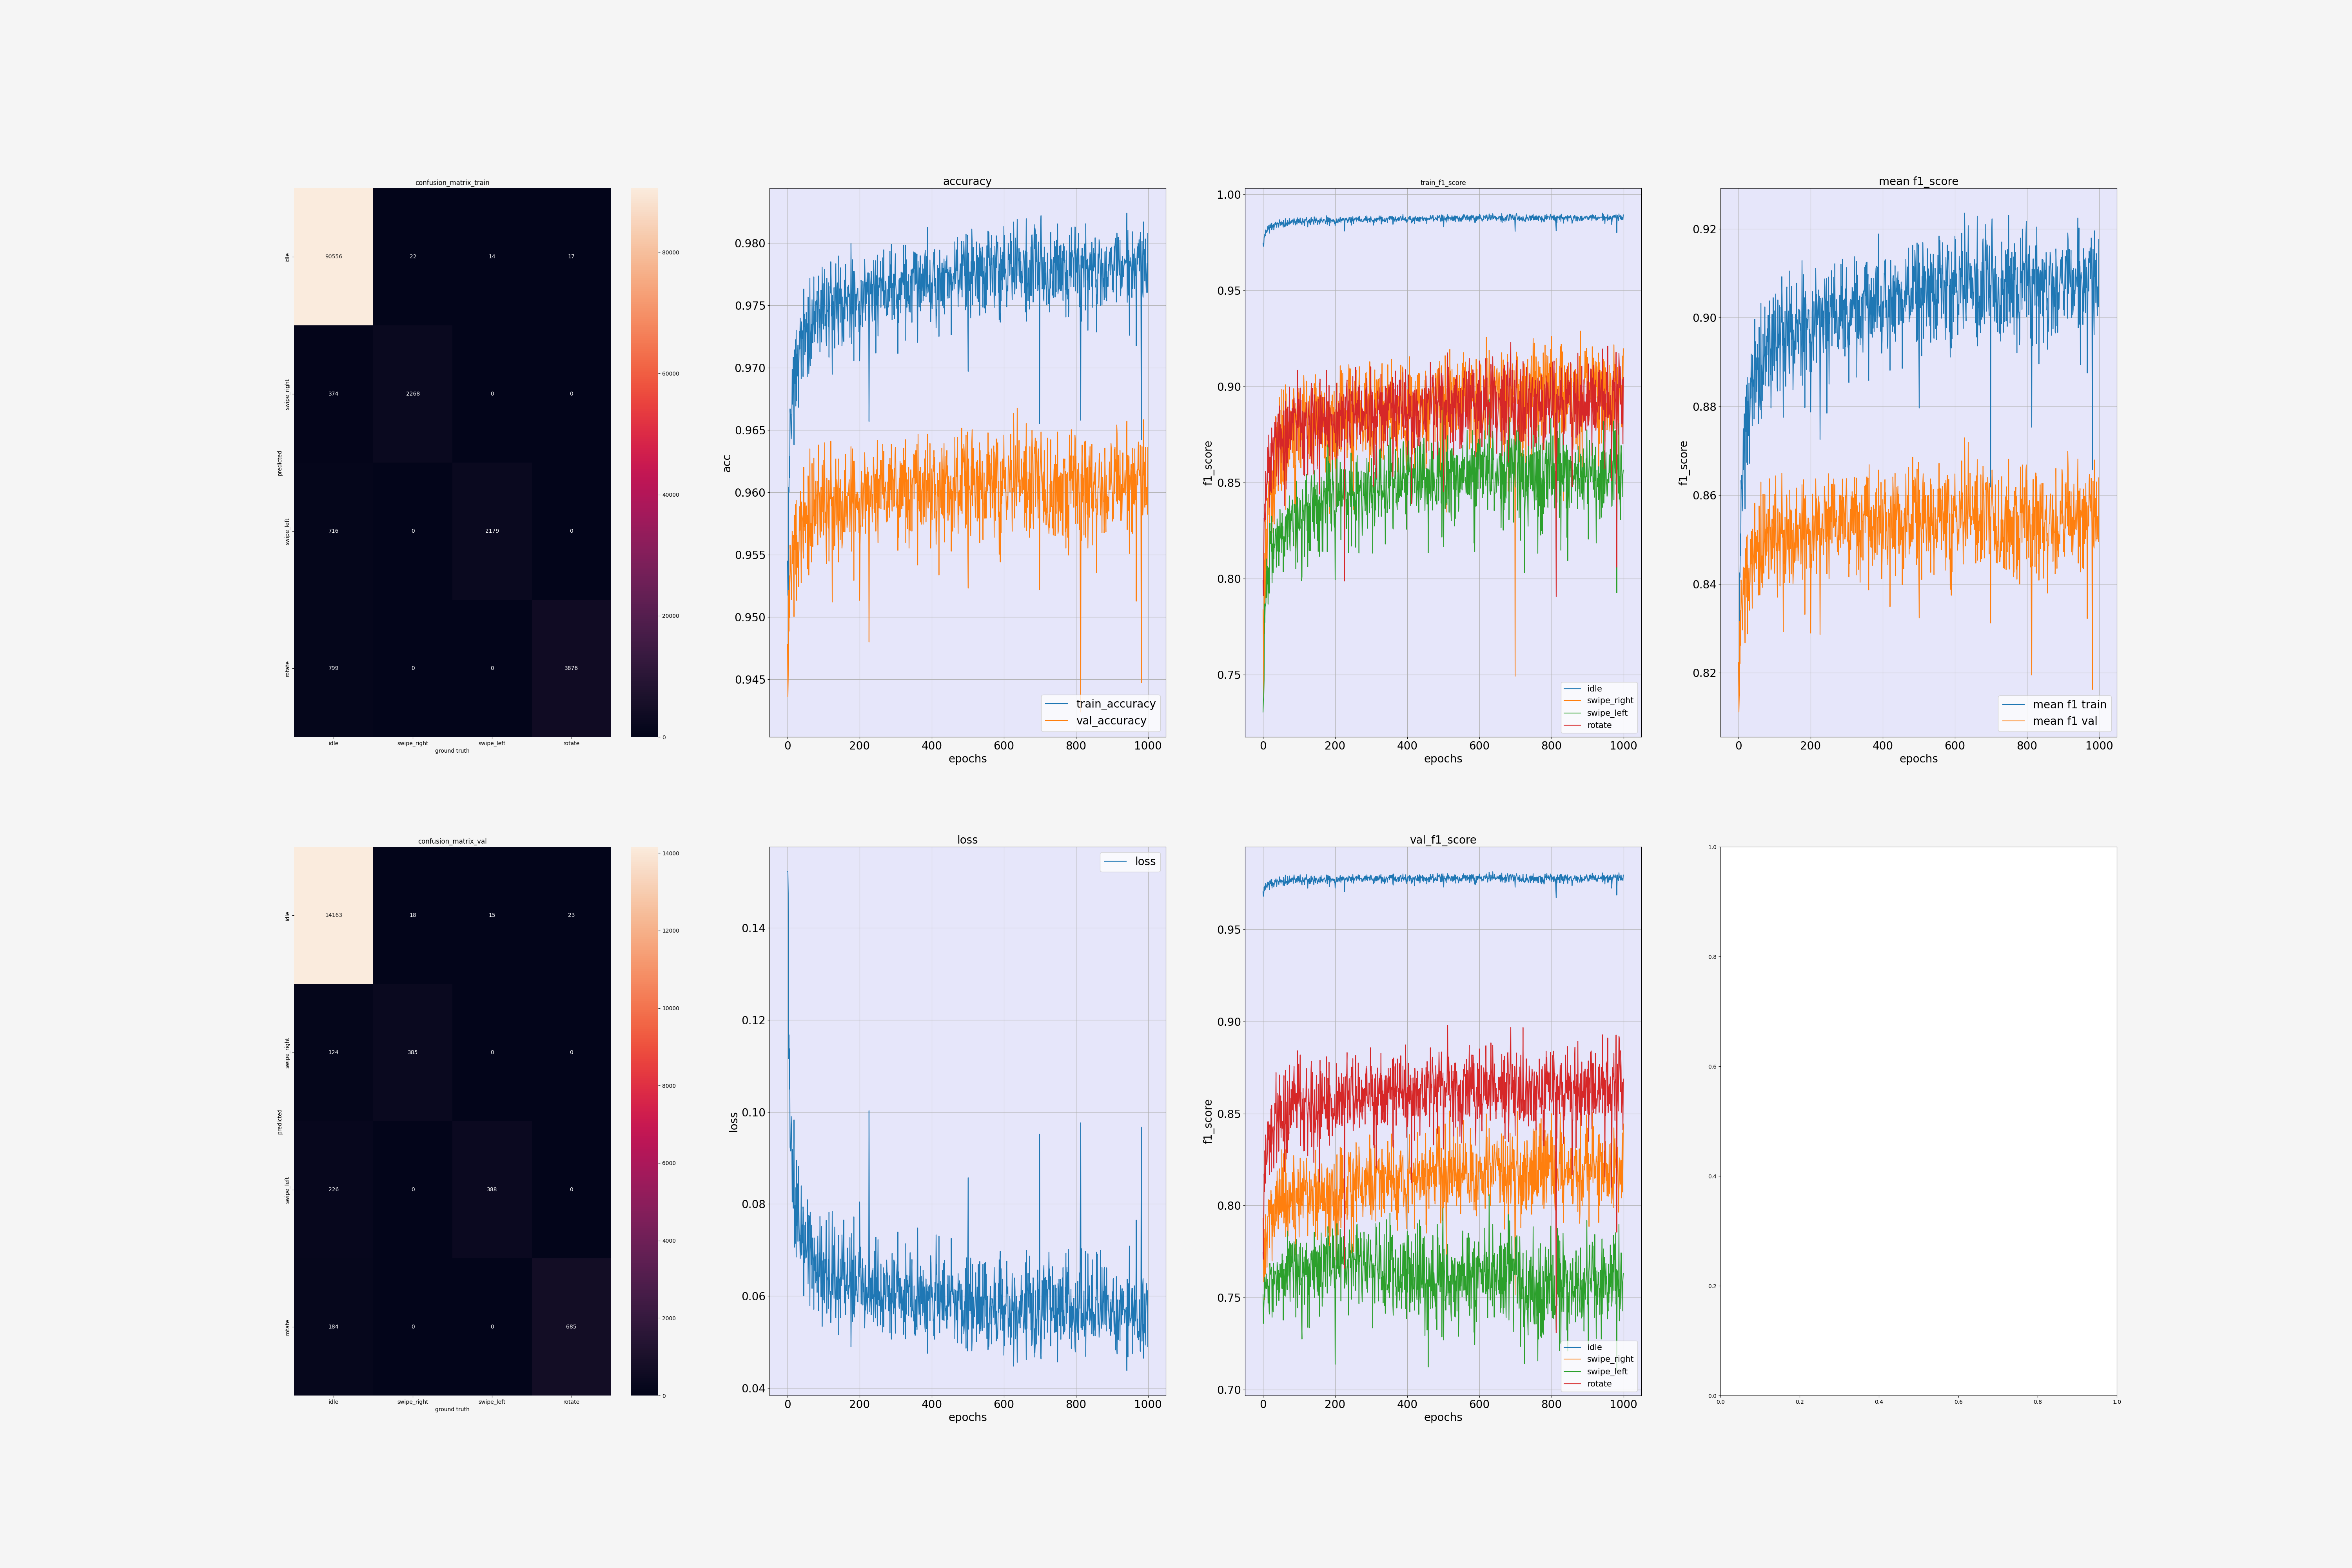 confusion_matrix_train
idle
swipe_right
swipe_left
rotate
predicted
90556 22 14 17
374 2268 0 0
716 0 2179 0
799 0 0 3876
idle swipe_right swipe_left rotate
ground truth
80000
60000
40000
20000
0
accuracy
acc
0.980
0.975
0.970
0.965
0.960
0.955
0.950
0.945
train_accuracy
val_accuracy
0 200 400 600 800 1000
epochs
train_f1_score
f1_score
1.00
0.95
0.90
0.85
0.80
0.75
idle
swipe_right
swipe_left
rotate
0 200 400 600 800 1000
epochs
mean f1_score
f1_score
0.92
0.90
0.88
0.86
0.84
0.82
mean f1 train
mean f1 val
0 200 400 600 800 1000
epochs
confusion_matrix_val
idle
swipe_right
swipe_left
rotate
predicted
14163 18 15 23
124 385 0 0
226 0 388 0
184 0 0 685
idle swipe_right swipe_left rotate
ground truth
14000
12000
10000
8000
6000
4000
2000
0
loss
loss
0.14
0.12
0.10
0.08
0.06
0.04
loss
0 200 400 600 800 1000
epochs
val_f1_score
f1_score
0.95
0.90
0.85
0.80
0.75
0.70
idle
swipe_right
swipe_left
rotate
0 200 400 600 800 1000
epochs
1.0
0.8
0.6
0.4
0.2
0.0
0.0 0.2 0.4 0.6 0.8 1.0